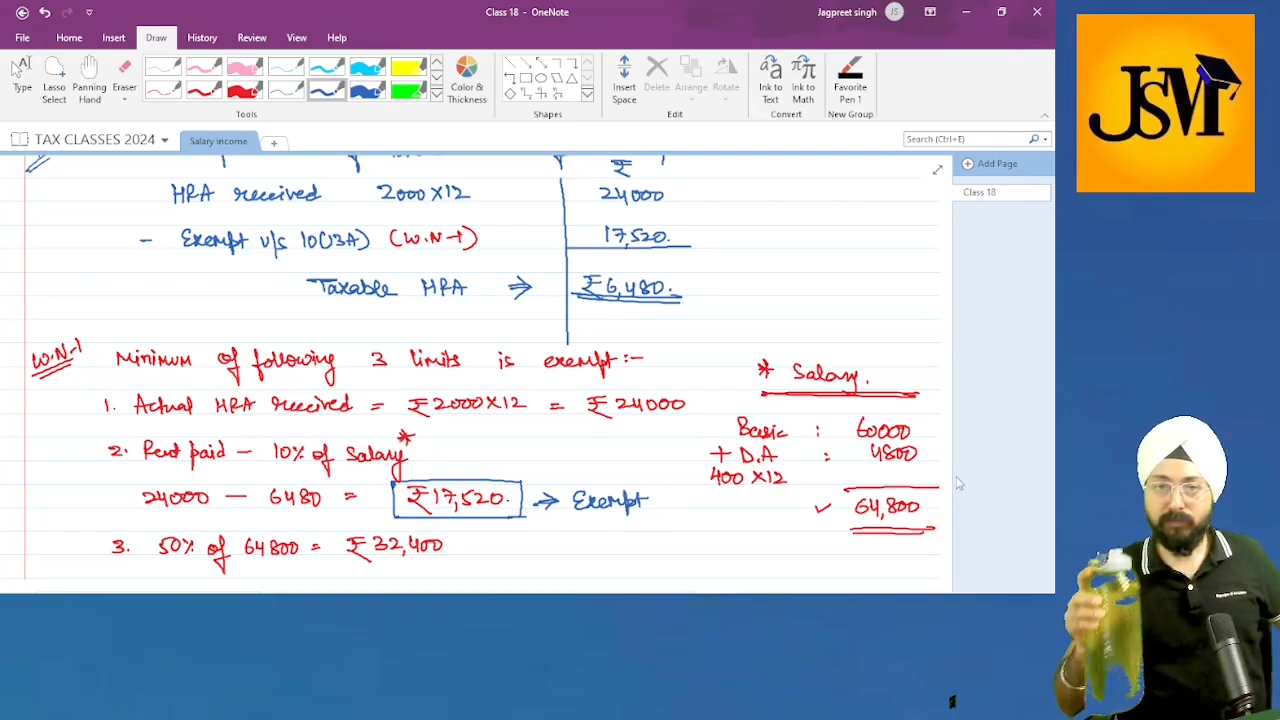 Class 18 - OneNote
Jagpreet singh JS
File Home Insert Draw History Review View Help
Type Lasso Select Panning Hand Eraser
Color & Thickness
Insert Space Delete Arrange Rotate
Ink to Text Ink to Math
Favorite Pen 1
Tools Shapes Edit Convert New Group
TAX CLASSES 2024 Salary income
Search (Ctrl+E)
Add Page
Class 18
₹
HRA received 2000×12 24000
- Exempt u/s 10(13A) (W.N-1) 17,520.
Taxable HRA ⇒ ₹6,480.
W.N-1 Minimum of following 3 limits is exempt:-
1. Actual HRA received = ₹2000×12 = ₹24000
2. Rent paid - 10% of Salary*
24000 - 6480 = ₹17,520. → Exempt
3. 50% of 64800 = ₹32,400
* Salary.
Basic : 60000
+ D.A : 4800
400 ×12
✓ 64,800
JSM